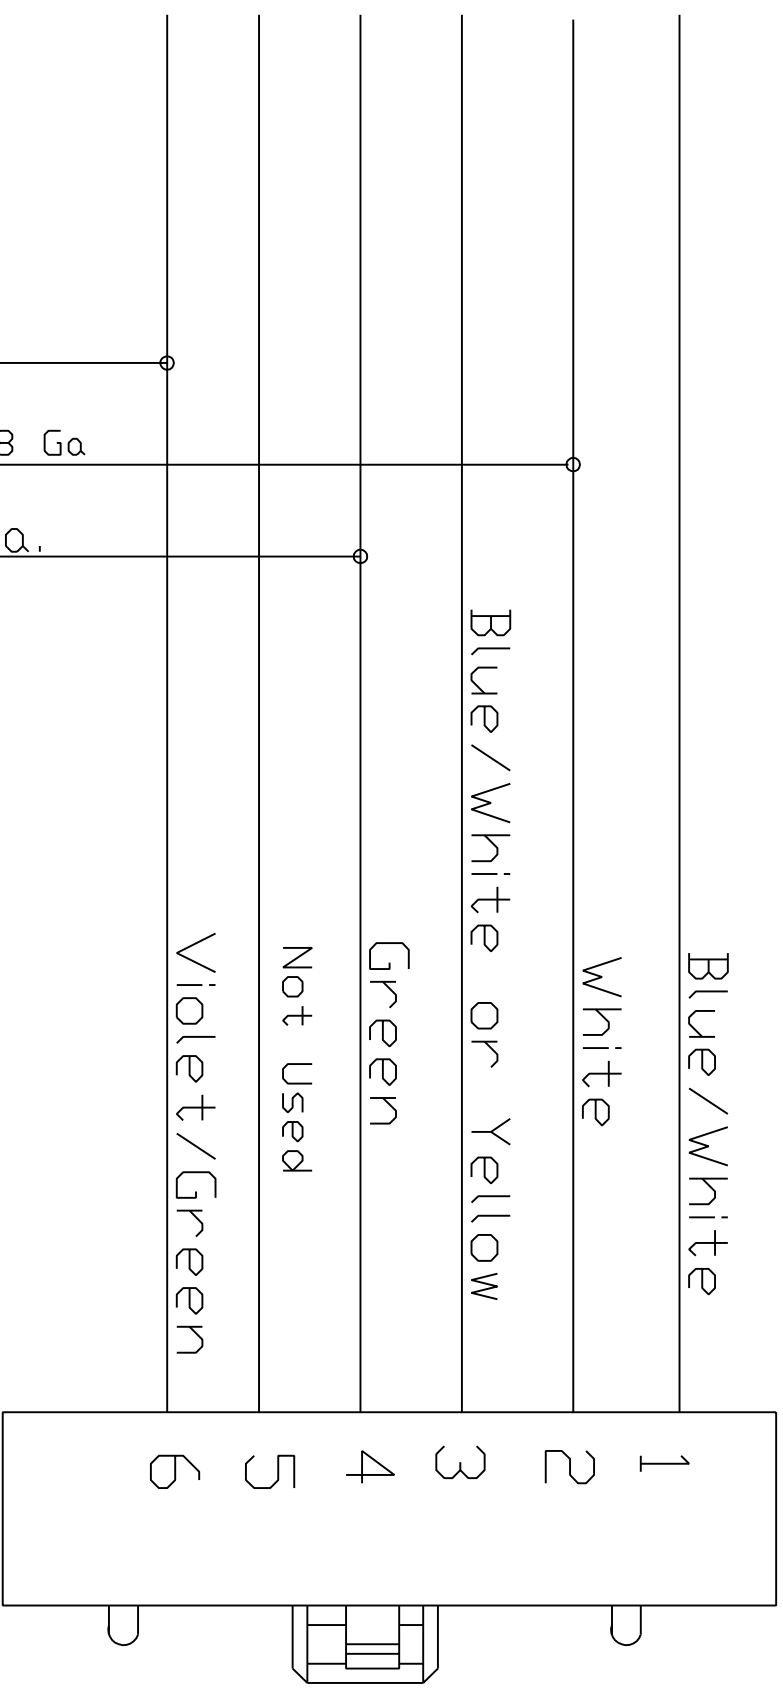 Ga
Blue/White
White
Blue/White or Yellow
Green
Not Used
Violet/Green
1
2
3
4
5
6